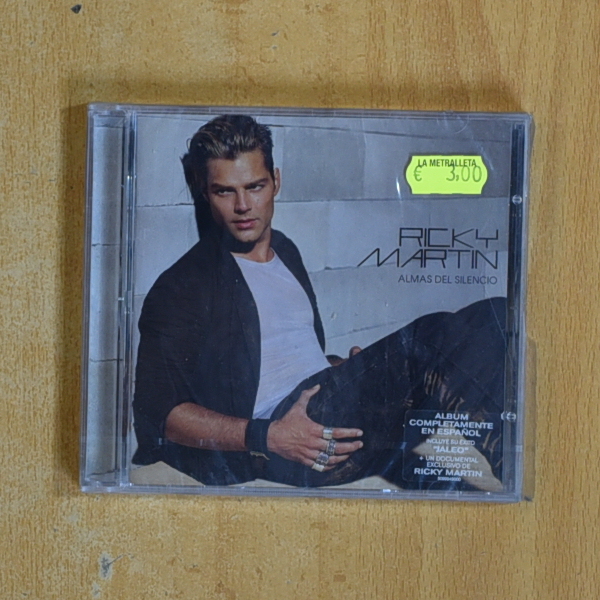 LA METRALLETA
€ 3,00
RICKY
MARTIN
ALMAS DEL SILENCIO
ALBUM
COMPLETAMENTE
EN ESPAÑOL
INCLUYE SU ÉXITO
"JALEO"
+ UN DOCUMENTAL
EXCLUSIVO DE
RICKY MARTIN